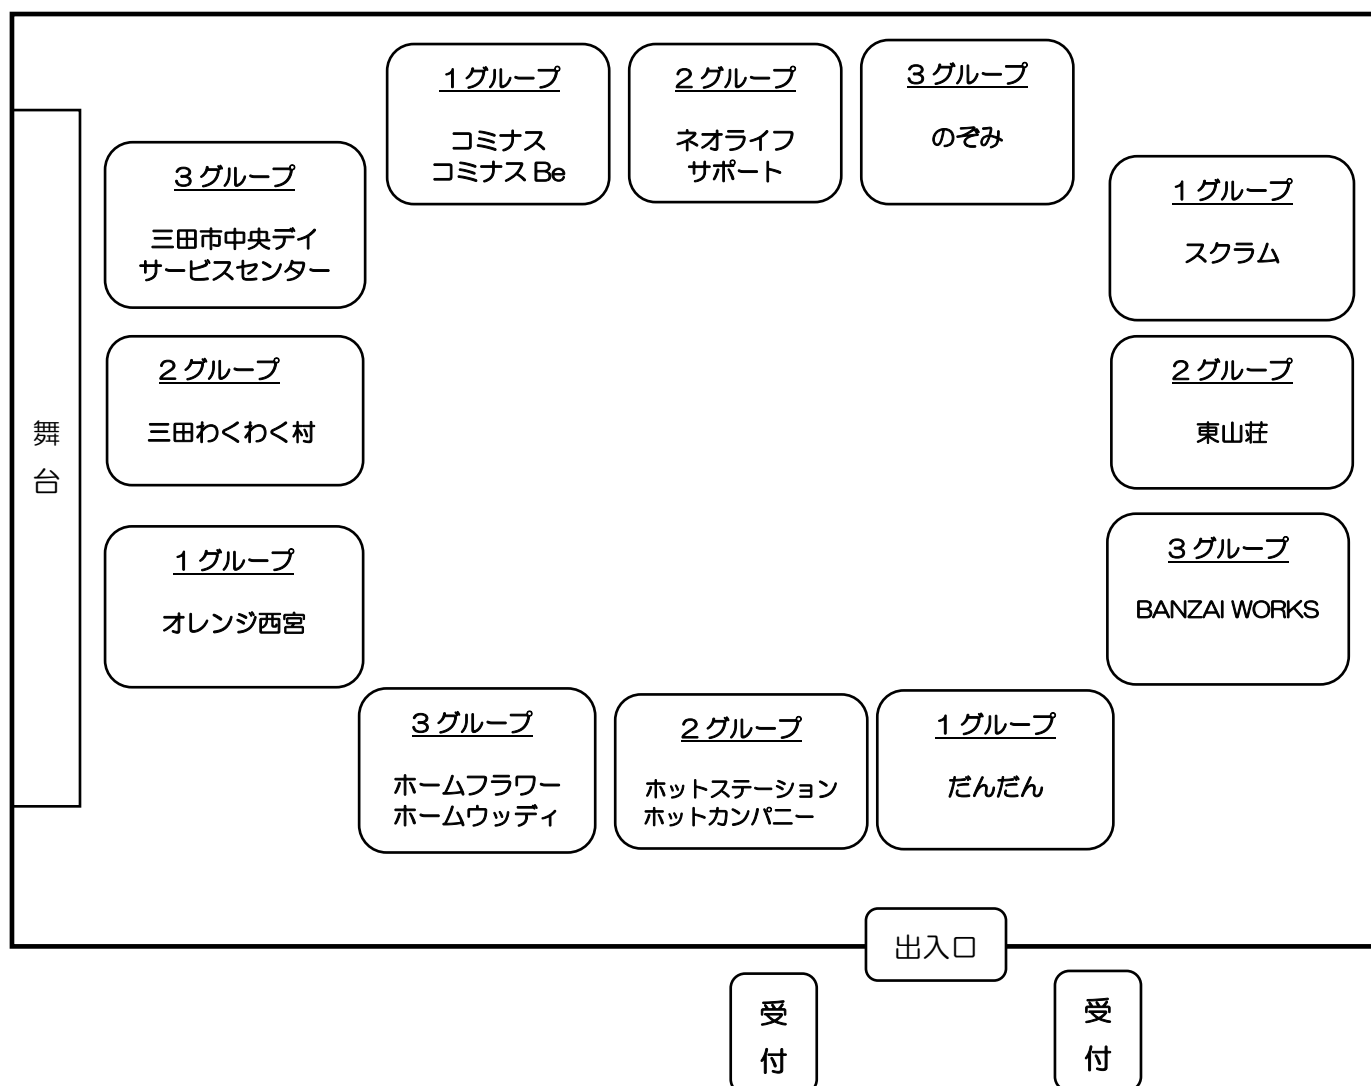 1グループ
コミナス
コミナス Be
2グループ
ネオライフ
サポート
3グループ
のぞみ
3グループ
三田市中央デイ
サービスセンター
1グループ
スクラム
2グループ
三田わくわく村
2グループ
東山荘
舞
台
1グループ
オレンジ西宮
3グループ
BANZAI WORKS
3グループ
ホームフラワー
ホームウッディ
2グループ
ホットステーション
ホットカンパニー
1グループ
だんだん
出入口
受
付
受
付